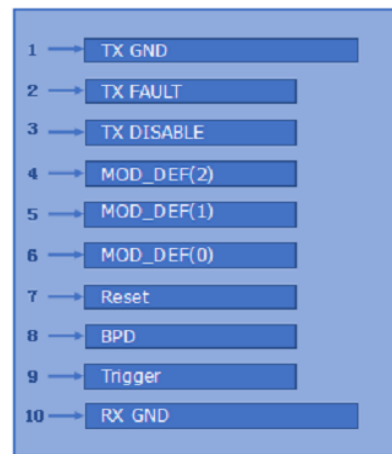 1 TX GND
2 TX FAULT
3 TX DISABLE
4 MOD_DEF(2)
5 MOD_DEF(1)
6 MOD_DEF(0)
7 Reset
8 BPD
9 Trigger
10 RX GND